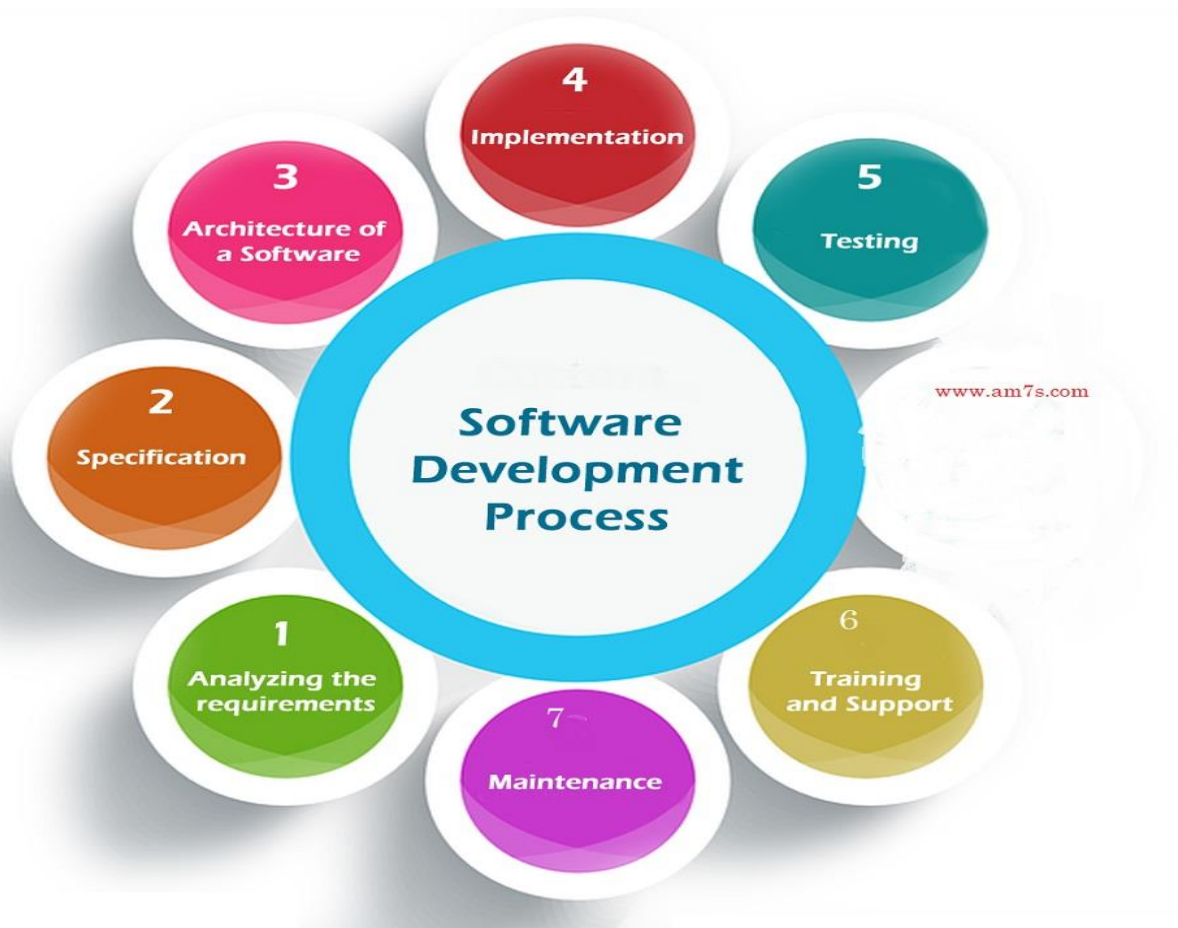 Software
Development
Process
1
Analyzing the
requirements
2
Specification
3
Architecture of
a Software
4
Implementation
5
Testing
www.am7s.com
6
Training
and Support
7
Maintenance